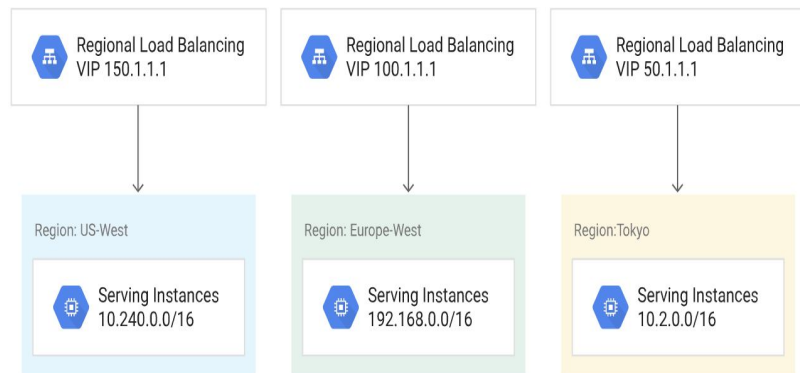 Regional Load Balancing
VIP 150.1.1.1
Regional Load Balancing
VIP 100.1.1.1
Regional Load Balancing
VIP 50.1.1.1
Region: US-West
Serving Instances
10.240.0.0/16
Region: Europe-West
Serving Instances
192.168.0.0/16
Region:Tokyo
Serving Instances
10.2.0.0/16